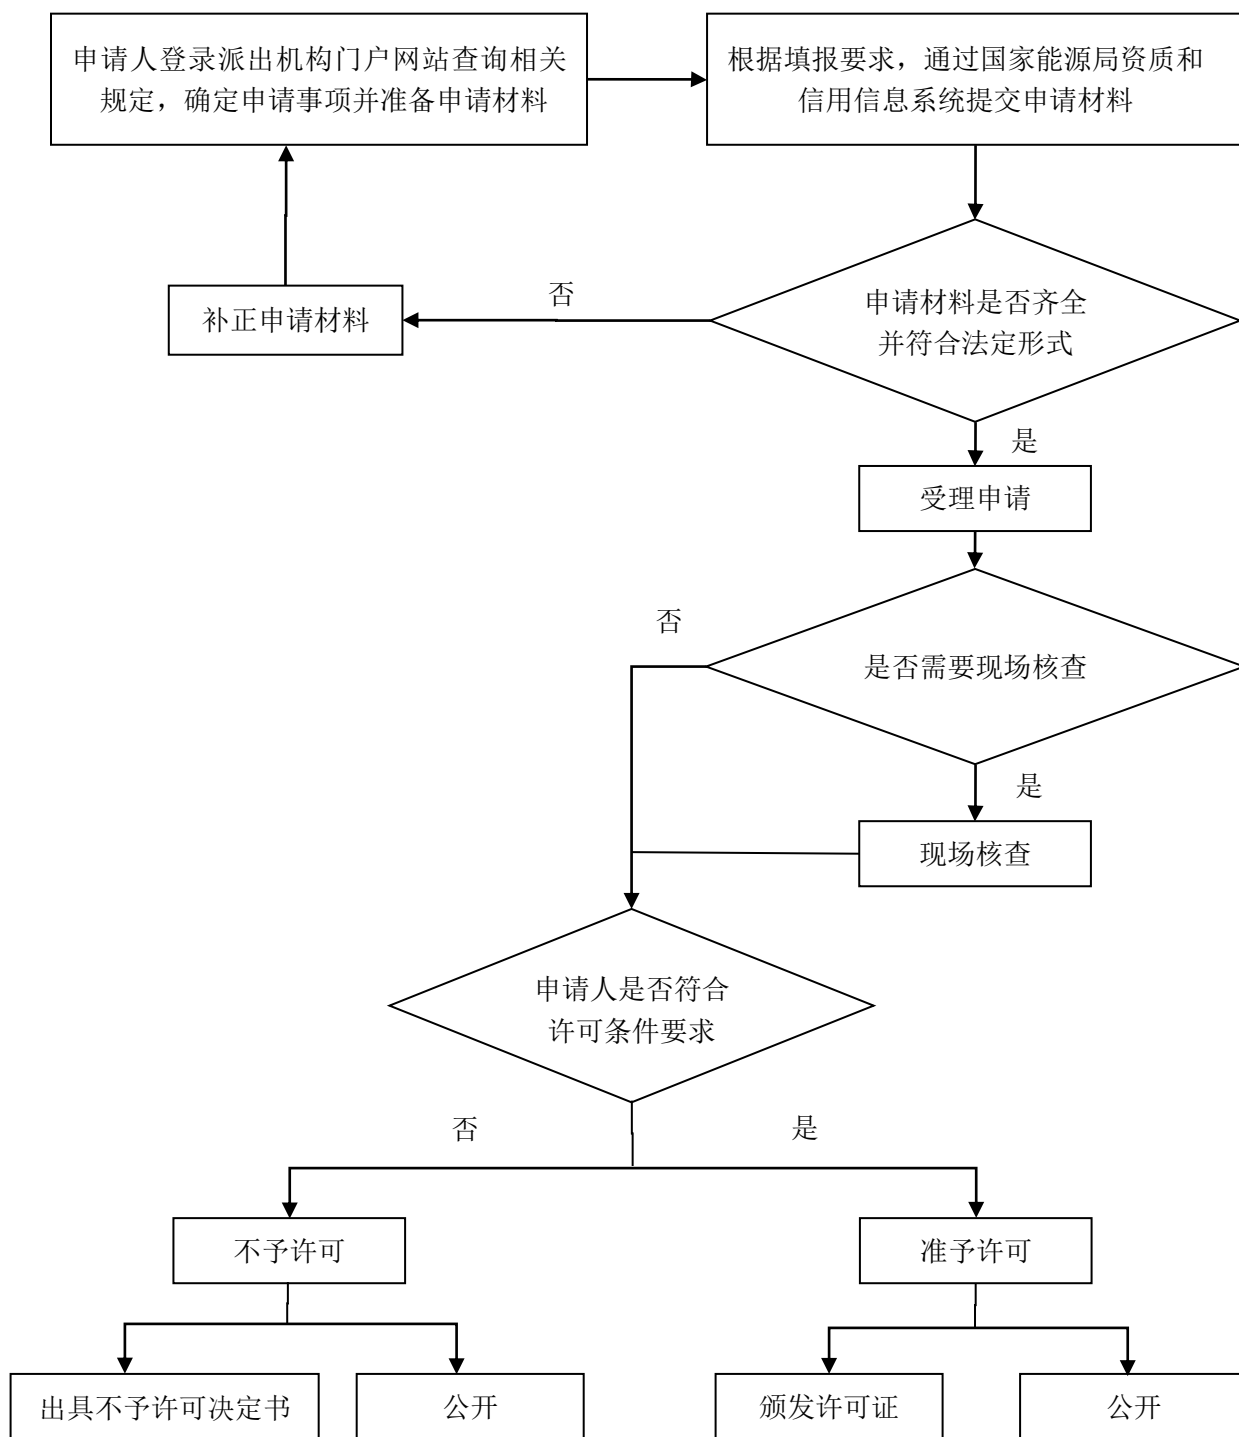 申请人登录派出机构门户网站查询相关
规定，确定申请事项并准备申请材料
根据填报要求，通过国家能源局资质和
信用信息系统提交申请材料
否
补正申请材料
申请材料是否齐全
并符合法定形式
是
受理申请
否
是否需要现场核查
是
现场核查
申请人是否符合
许可条件要求
否
是
不予许可
准予许可
出具不予许可决定书
公开
颁发许可证
公开